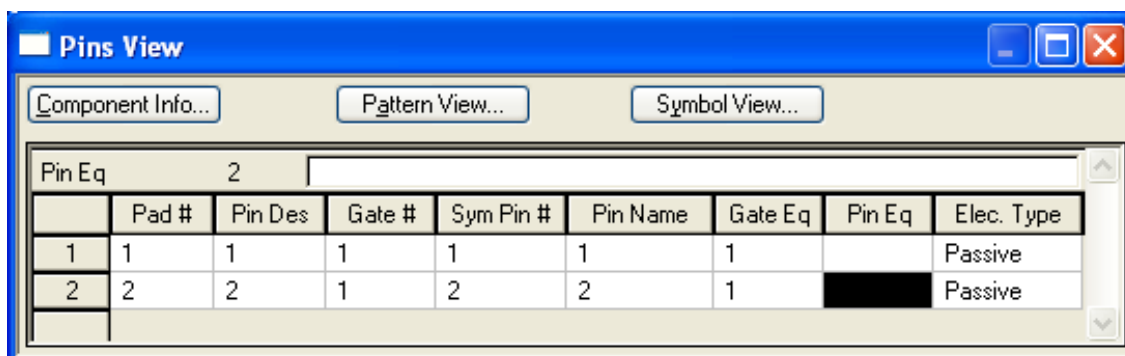 Pins View
Component Info... Pattern View... Symbol View...
Pin Eq 2
Pad # Pin Des Gate # Sym Pin # Pin Name Gate Eq Pin Eq Elec. Type
1 1 1 1 1 1 1 Passive
2 2 2 1 2 2 1 Passive